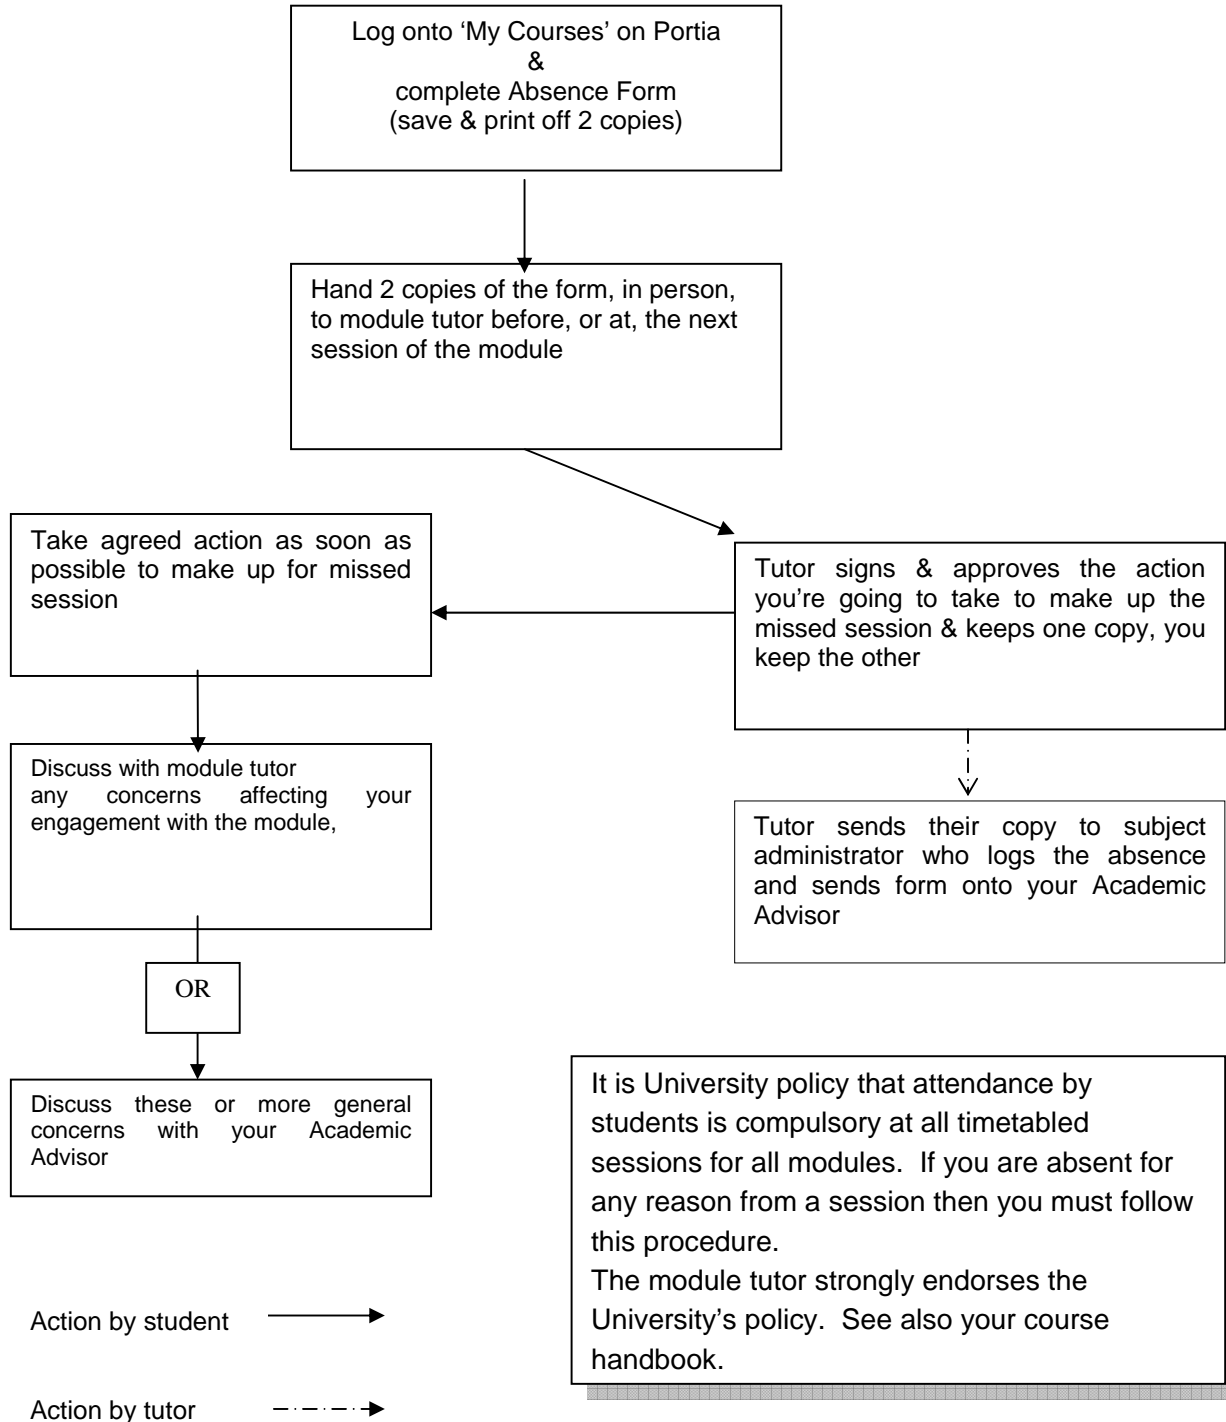 Log onto ‘My Courses’ on Portia
&
complete Absence Form
(save & print off 2 copies)
Hand 2 copies of the form, in person,
to module tutor before, or at, the next
session of the module
Tutor signs & approves the action
you’re going to take to make up the
missed session & keeps one copy, you
keep the other
Take agreed action as soon as
possible to make up for missed
session
Discuss with module tutor
any concerns affecting your
engagement with the module,
OR
Discuss these or more general
concerns with your Academic
Advisor
Tutor sends their copy to subject
administrator who logs the absence
and sends form onto your Academic
Advisor
It is University policy that attendance by
students is compulsory at all timetabled
sessions for all modules.  If you are absent for
any reason from a session then you must follow
this procedure.
The module tutor strongly endorses the
University’s policy.  See also your course
handbook.
Action by student
Action by tutor